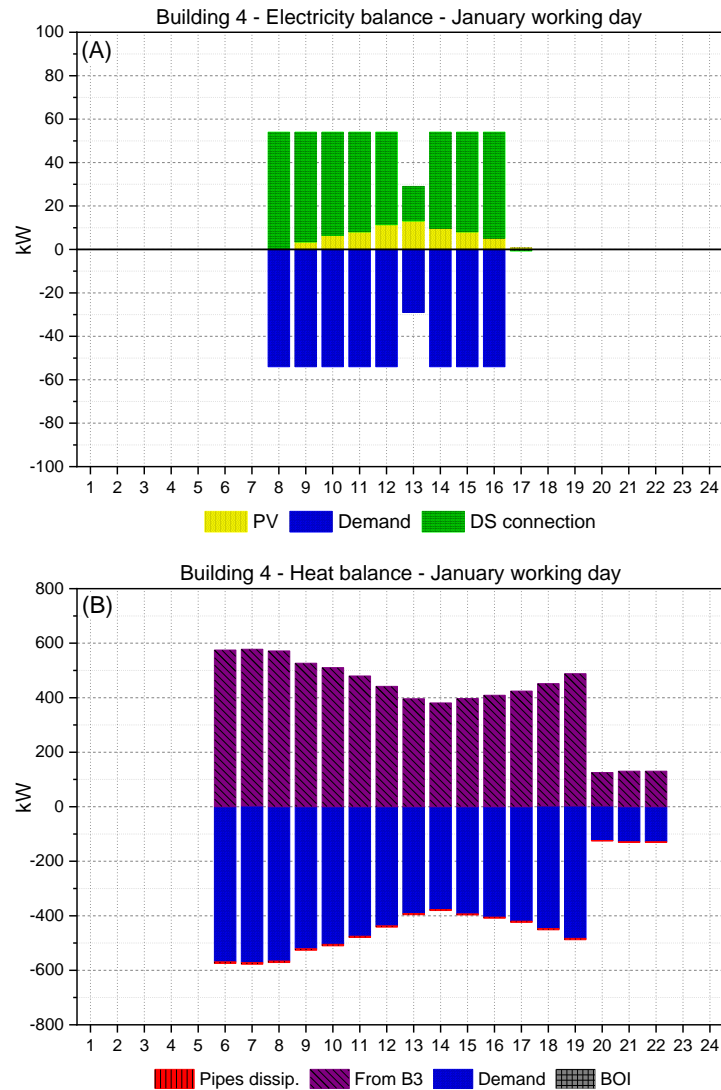 Building 4 - Electricity balance - January working day
(A)
100
80
60
40
20
0
-20
-40
-60
-80
-100
kW
1 2 3 4 5 6 7 8 9 10 11 12 13 14 15 16 17 18 19 20 21 22 23 24
PV Demand DS connection
Building 4 - Heat balance - January working day
(B)
800
600
400
200
0
-200
-400
-600
-800
kW
1 2 3 4 5 6 7 8 9 10 11 12 13 14 15 16 17 18 19 20 21 22 23 24
Pipes dissip. From B3 Demand BOI